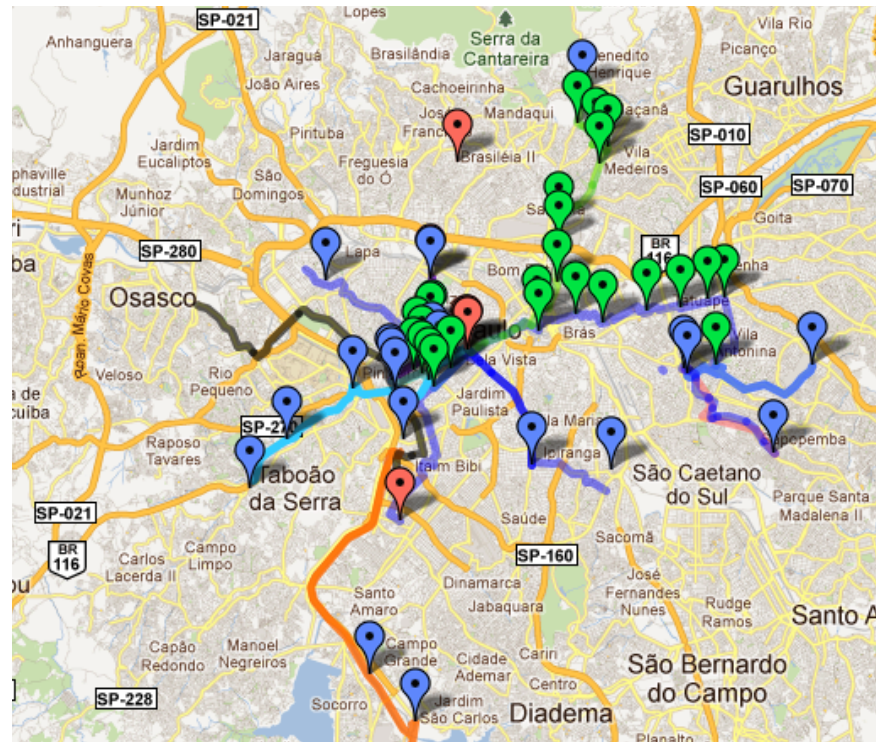 SP-021
Lopes
Vila Rio
Anhanguera
Jaraguá
Brasilândia
Serra da
Cantareira
Picanço
João Aires
Cachoeirinha
Guarulhos
Mandaqui
Pirituba
Brasiléia II
SP-010
Jardim
Eucaliptos
Freguesia
do Ó
Vila
Medeiros
São
Domingos
SP-060
SP-070
Munhoz
Júnior
Goita
SP-280
Lapa
BR
116
Osasco
Roan. Mário Covas
Brás
Veloso
Rio
Pequeno
Jardim
Paulista
Raposo
Tavares
Ipiranga
Itaim Bibi
Taboão
da Serra
São Caetano
do Sul
Parque Santa
Madalena II
SP-021
Saúde
BR
116
Campo
Limpo
Carlos
Lacerda II
Sacomã
SP-160
Dinamarca
Jabaquara
José
Fernandes
Nunes
Santo
Amaro
Rudge
Ramos
Santo A
Capão
Redondo
Manoel
Negreiros
Campo
Grande
Cidade
Ademar
Cariri
São Bernardo
do Campo
SP-228
Socorro
Centro
Jardim
São Carlos
Diadema
Planalto